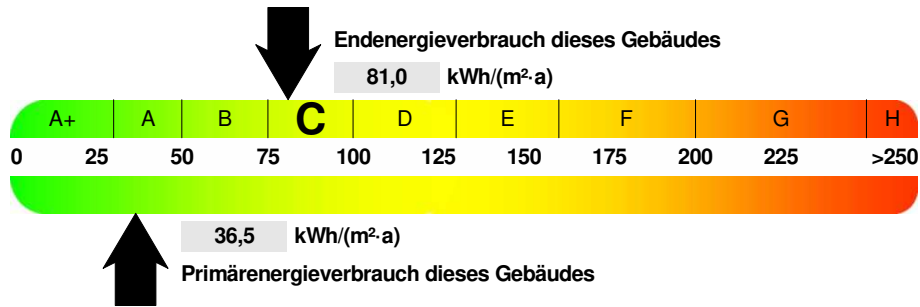 Endenergieverbrauch dieses Gebäudes
81,0 kWh/(m²·a)
A+ A B C D E F G H
0 25 50 75 100 125 150 175 200 225 >250
36,5 kWh/(m²·a)
Primärenergieverbrauch dieses Gebäudes